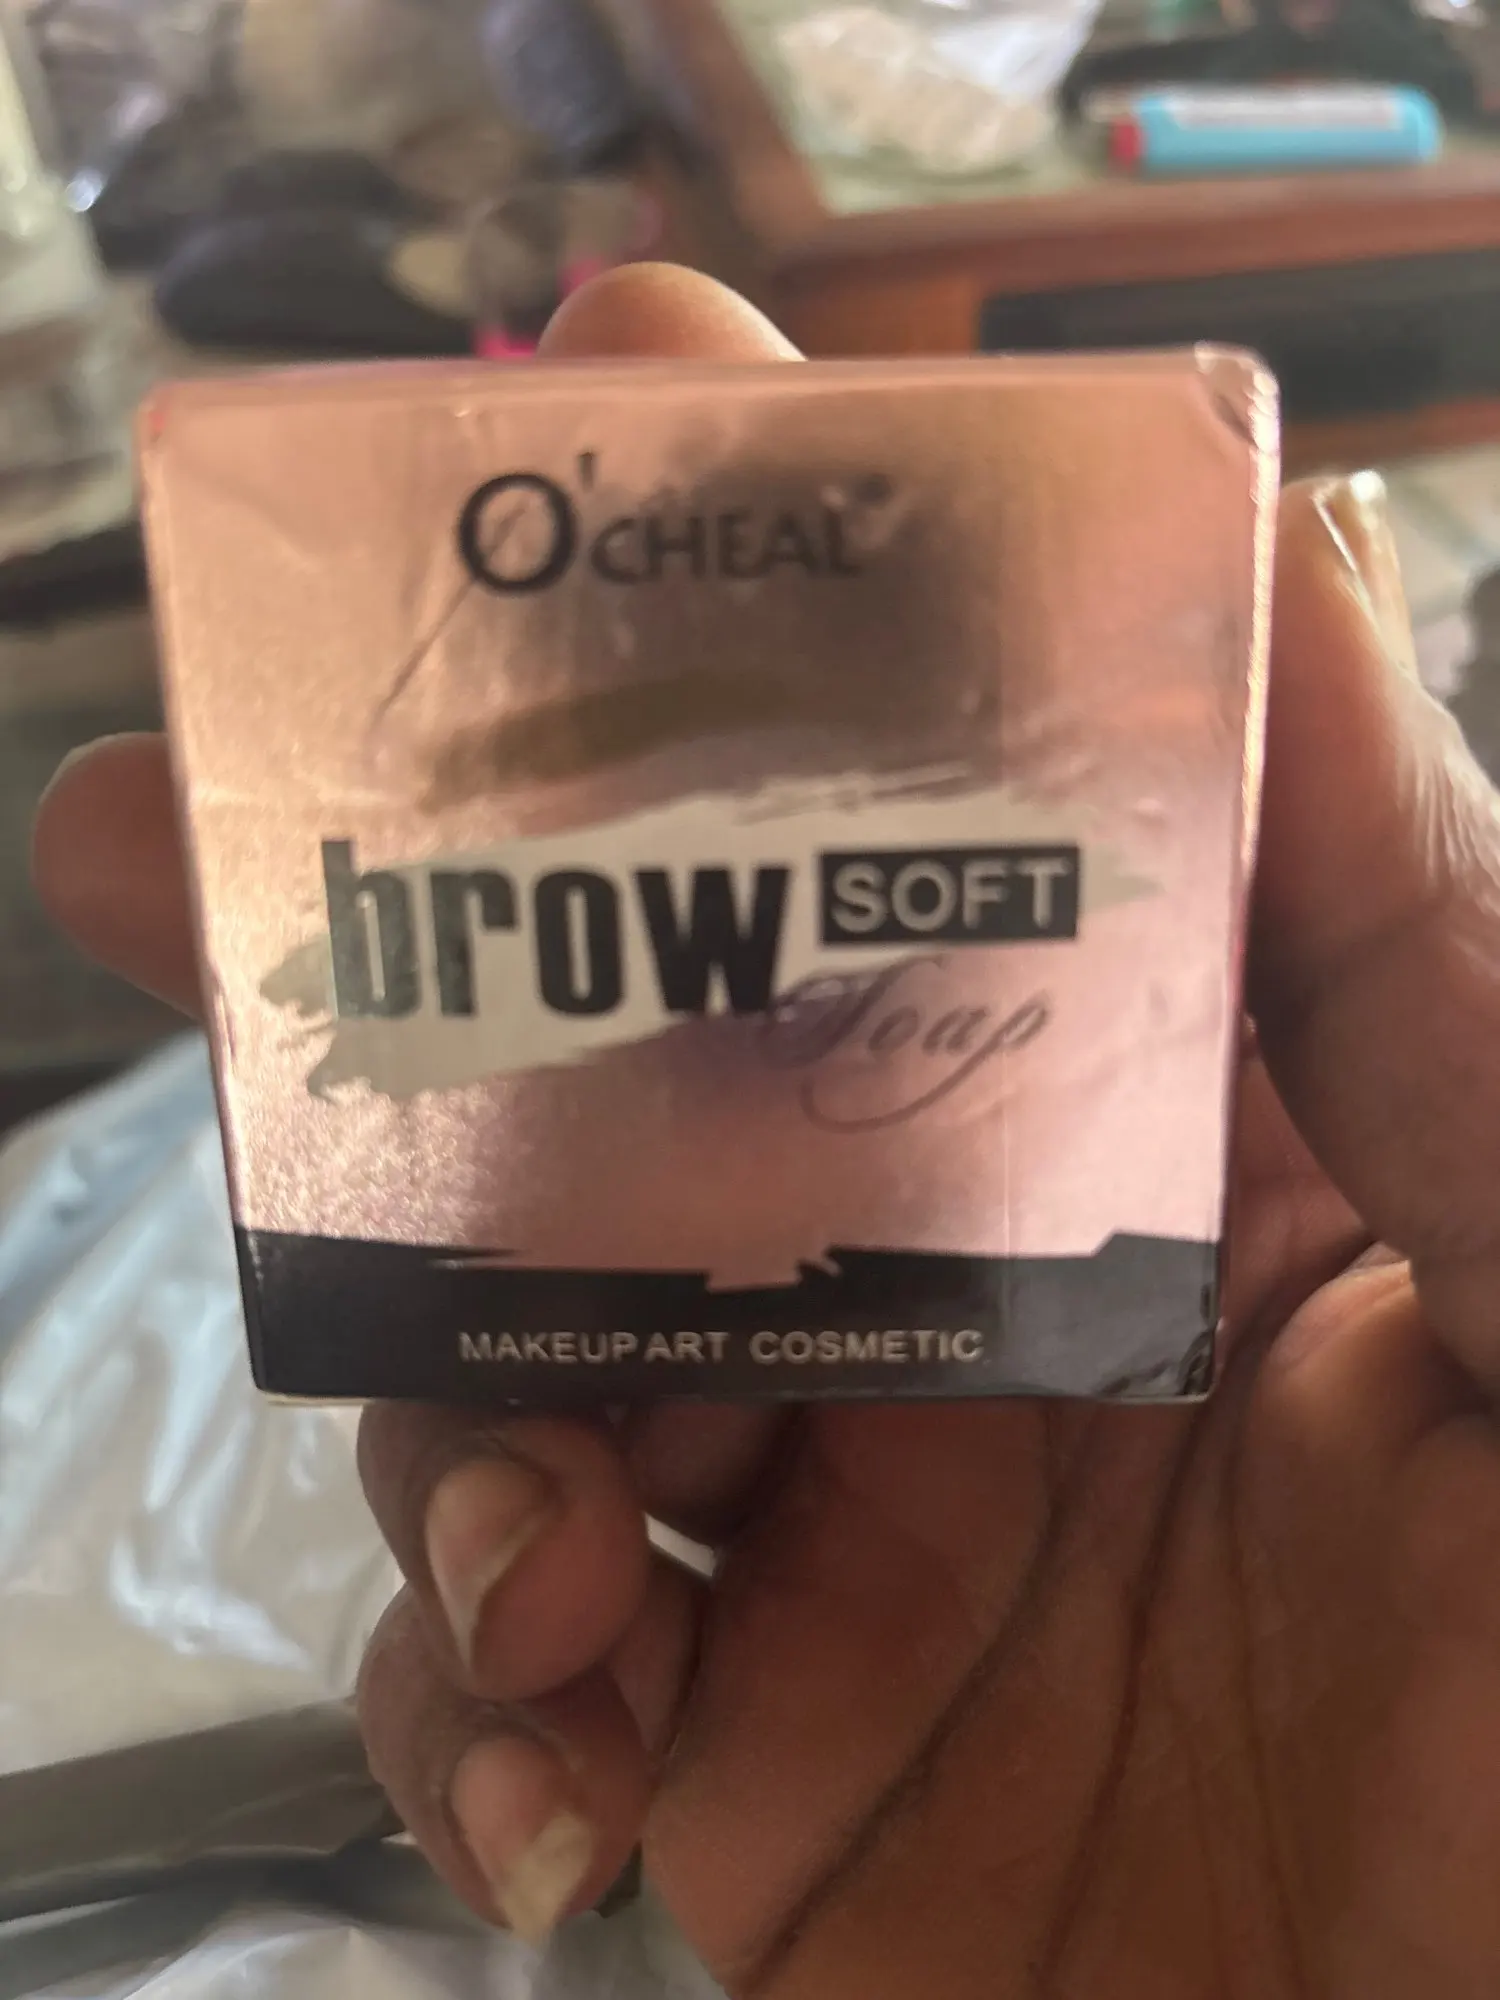 O'CHEAL
brow SOFT
Soap
MAKEUP ART COSMETIC